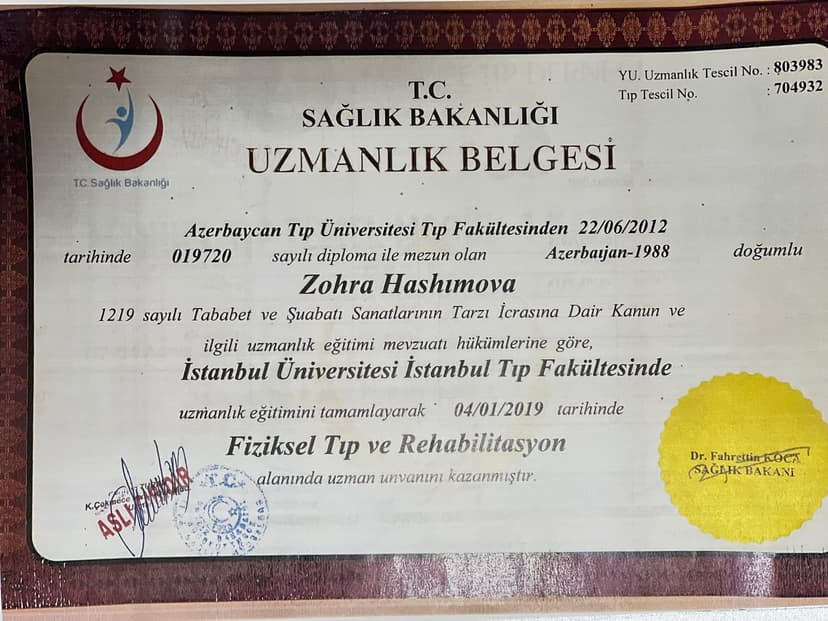 YU. Uzmanlık Tescil No. : 803983
Tıp Tescil No. : 704932
T.C.
SAĞLIK BAKANLIĞI
UZMANLIK BELGESİ
T.C. Sağlık Bakanlığı
Azerbaycan Tıp Üniversitesi Tıp Fakültesinden 22/06/2012
tarihinde 019720 sayılı diploma ile mezun olan Azerbaıjan-1988 doğumlu
Zohra Hashımova
1219 sayılı Tababet ve Şuabatı Sanatlarının Tarzı İcrasına Dair Kanun ve
ilgili uzmanlık eğitimi mevzuatı hükümlerine göre,
İstanbul Üniversitesi İstanbul Tıp Fakültesinde
uzmanlık eğitimini tamamlayarak 04/01/2019 tarihinde
Fiziksel Tıp ve Rehabilitasyon
alanında uzman unvanını kazanmıştır.
Dr. Fahrettin KOCA
SAĞLIK BAKANI
K.Çekmece
ASLI
T.C.